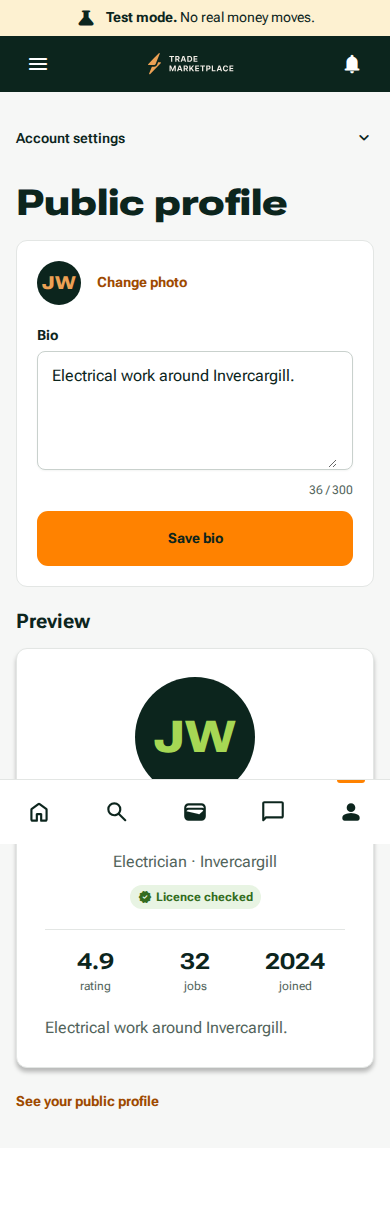 Test mode. No real money moves.
TRADE
MARKETPLACE
Account settings
Public profile
JW
Change photo
Bio
Electrical work around Invercargill.
36 / 300
Save bio
Preview
JW
Electrician · Invercargill
Licence checked
4.9
32
2024
rating
jobs
joined
Electrical work around Invercargill.
See your public profile